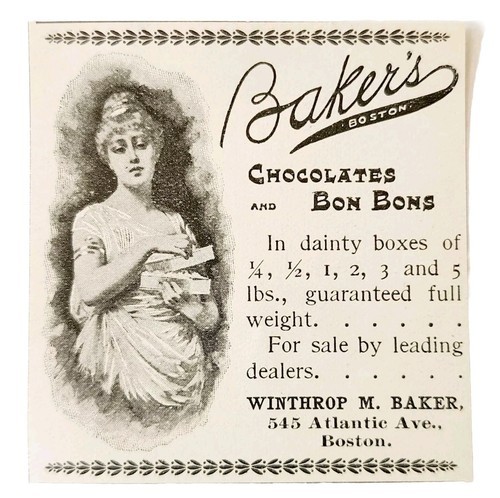 Baker's
BOSTON
CHOCOLATES
AND BON BONS
In dainty boxes of
¼, ½, 1, 2, 3 and 5
lbs., guaranteed full
weight. . . . . .
For sale by leading
dealers. . . . . .
WINTHROP M. BAKER,
545 Atlantic Ave.,
Boston.